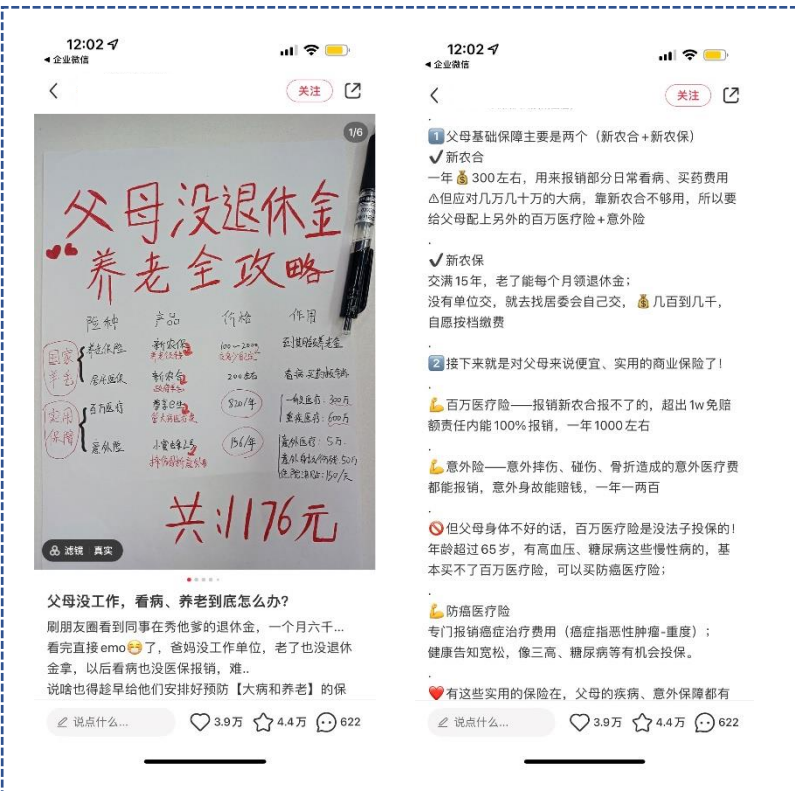 12:02
企业微信
关注
1/6
父母没退休金
养老全攻略
险种 产品 价格 作用
国家羊毛
养老保险 新农保 100~2000 到期领养老金
居民医保 新农合 200左右 看病买药报销
实用保障
百万医疗 820/年 一般医疗:300万
重疾医疗:600万
意外险 156/年 意外医疗:5万
共:1176元
滤镜 真实
父母没工作，看病、养老到底怎么办?
刷朋友圈看到同事在秀他爹的退休金，一个月六千...
看完直接emo😁了，爸妈没工作单位，老了也没退休
金拿，以后看病也没医保报销，难..
说啥也得趁早给他们安排好预防【大病和养老】的保
说点什么...
3.9万
4.4万
622
12:02
企业微信
关注
.
1️⃣父母基础保障主要是两个（新农合+新农保）
✔新农合
一年💰300左右，用来报销部分日常看病、买药费用
⚠但应对几万几十万的大病，靠新农合不够用，所以要
给父母配上另外的百万医疗险+意外险
.
✔新农保
交满15年，老了能每个月领退休金；
没有单位交，就去找居委会自己交，💰几百到几千，
自愿按档缴费
.
2️⃣接下来就是对父母来说便宜、实用的商业保险了！
.
💪百万医疗险——报销新农合报不了的，超出1w免赔
额责任内能100%报销，一年1000左右
.
💪意外险——意外摔伤、碰伤、骨折造成的意外医疗费
都能报销，意外身故能赔钱，一年一两百
.
🚫但父母身体不好的话，百万医疗险是没法子投保的！
年龄超过65岁，有高血压、糖尿病这些慢性病的，基
本买不了百万医疗险，可以买防癌医疗险；
.
💪防癌医疗险
专门报销癌症治疗费用（癌症指恶性肿瘤-重度）；
健康告知宽松，像三高、糖尿病等有机会投保。
.
❤️有这些实用的保险在，父母的疾病、意外保障都有
说点什么...
3.9万
4.4万
622